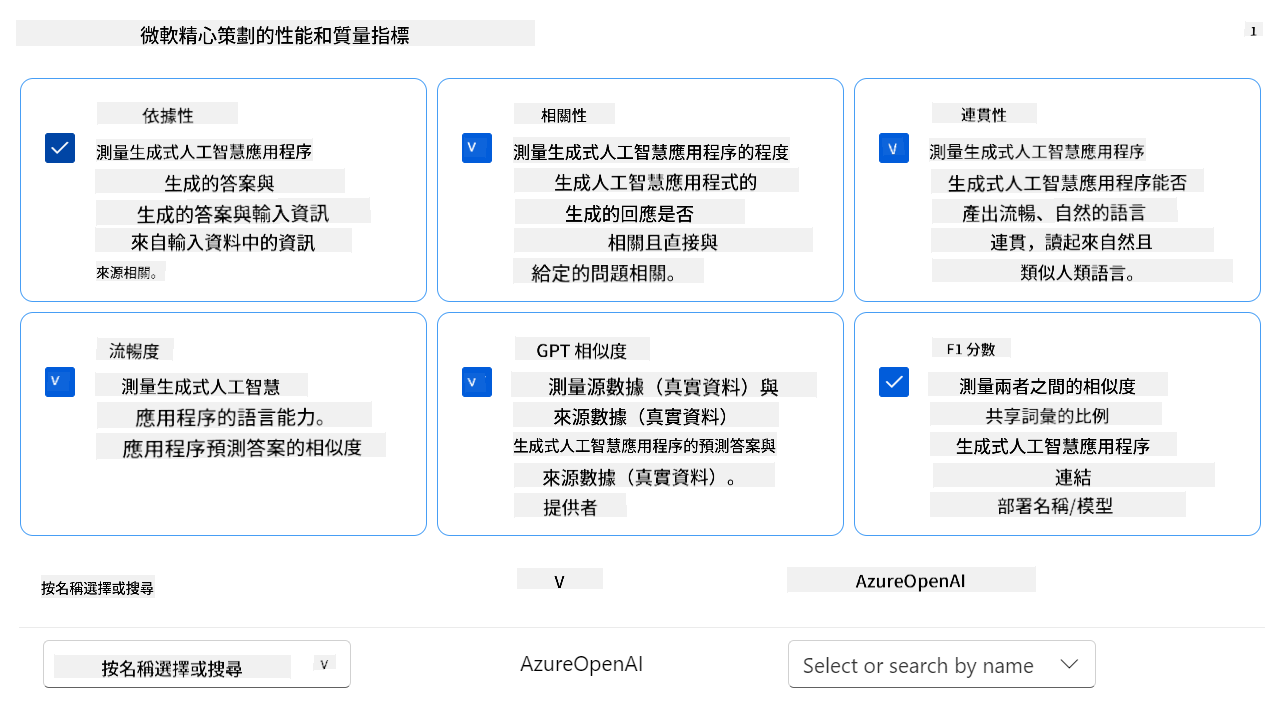 微軟精心策劃的性能和質量指標
1
依據性
測量生成式人工智慧應用程序
生成的答案與
生成的答案與輸入資訊
來自輸入資料中的資訊
來源相關。
相關性
測量生成式人工智慧應用程序的程度
生成人工智慧應用程式的
生成的回應是否
相關且直接與
給定的問題相關。
連貫性
測量生成式人工智慧應用程序
生成式人工智慧應用程序能否
產出流暢、自然的語言
連貫，讀起來自然且
類似人類語言。
流暢度
測量生成式人工智慧
應用程序的語言能力。
應用程序預測答案的相似度
GPT 相似度
測量源數據（真實資料）與
來源數據（真實資料）
生成式人工智慧應用程序的預測答案與
來源數據（真實資料）。
提供者
F1 分數
測量兩者之間的相似度
共享詞彙的比例
生成式人工智慧應用程序
連結
部署名稱/模型
按名稱選擇或搜尋
V
AzureOpenAI
按名稱選擇或搜尋
V
AzureOpenAI
Select or search by name